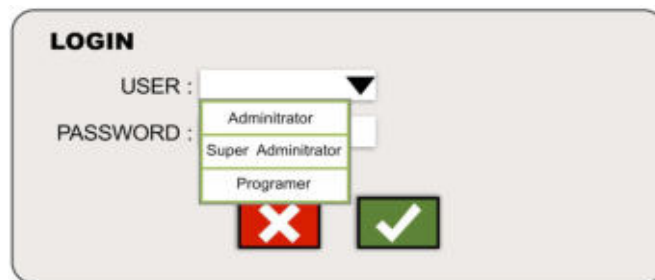 LOGIN
USER :
Adminitrator
PASSWORD :
Super Adminitrator
Programer